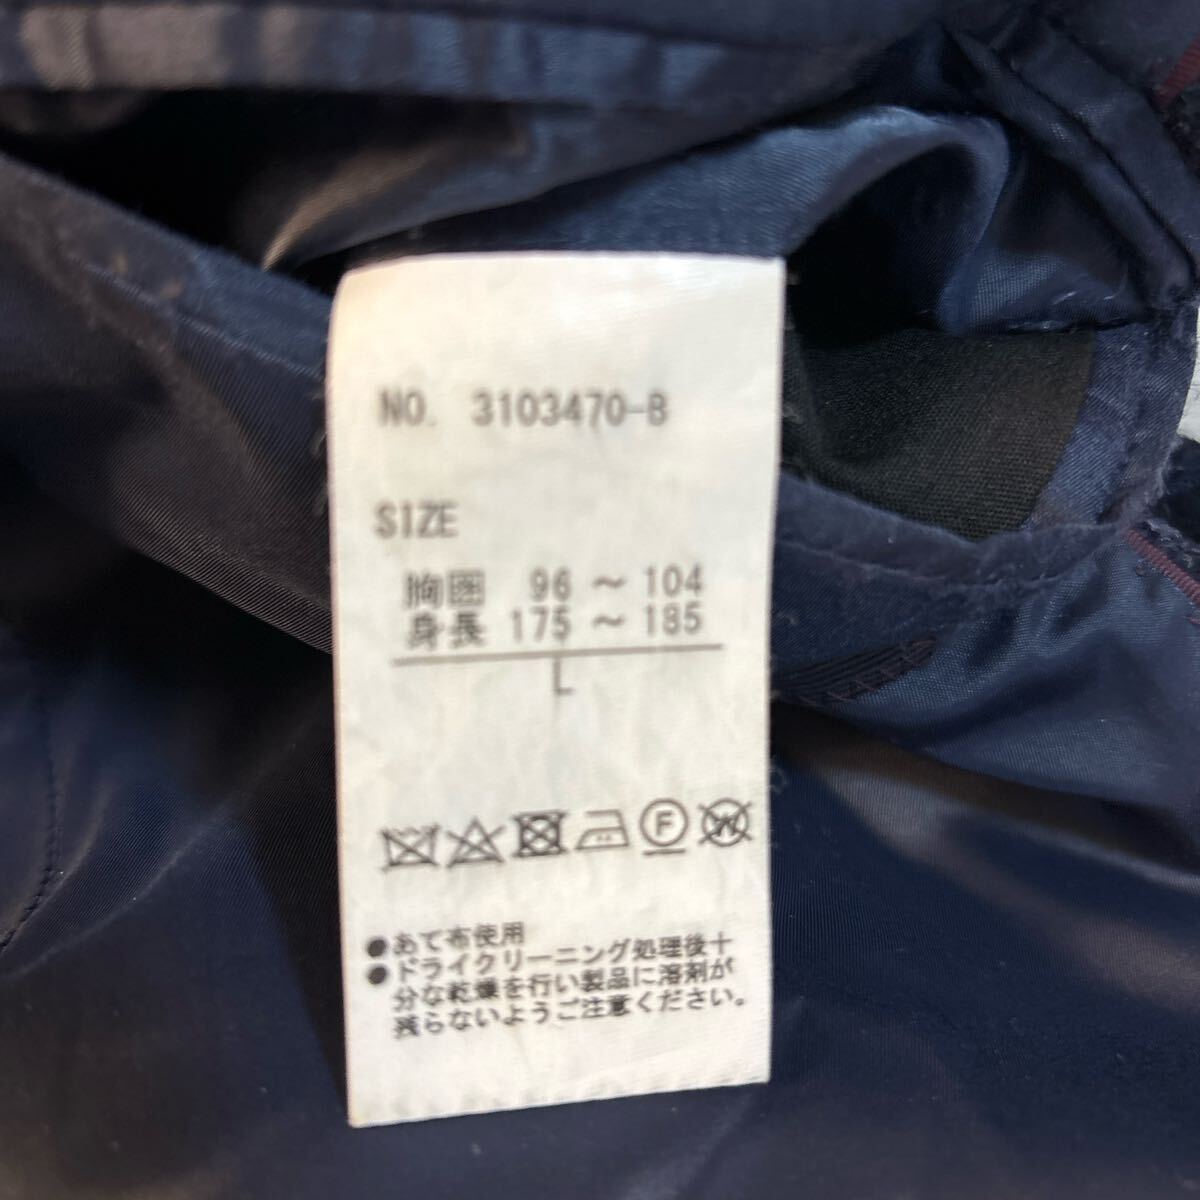 NO. 3103470-B
SIZE
胸囲 96 ～ 104
身長 175 ～ 185
L
F W
●あて布使用
●ドライクリーニング処理後十
分な乾燥を行い製品に溶剤が
残らないようご注意ください。